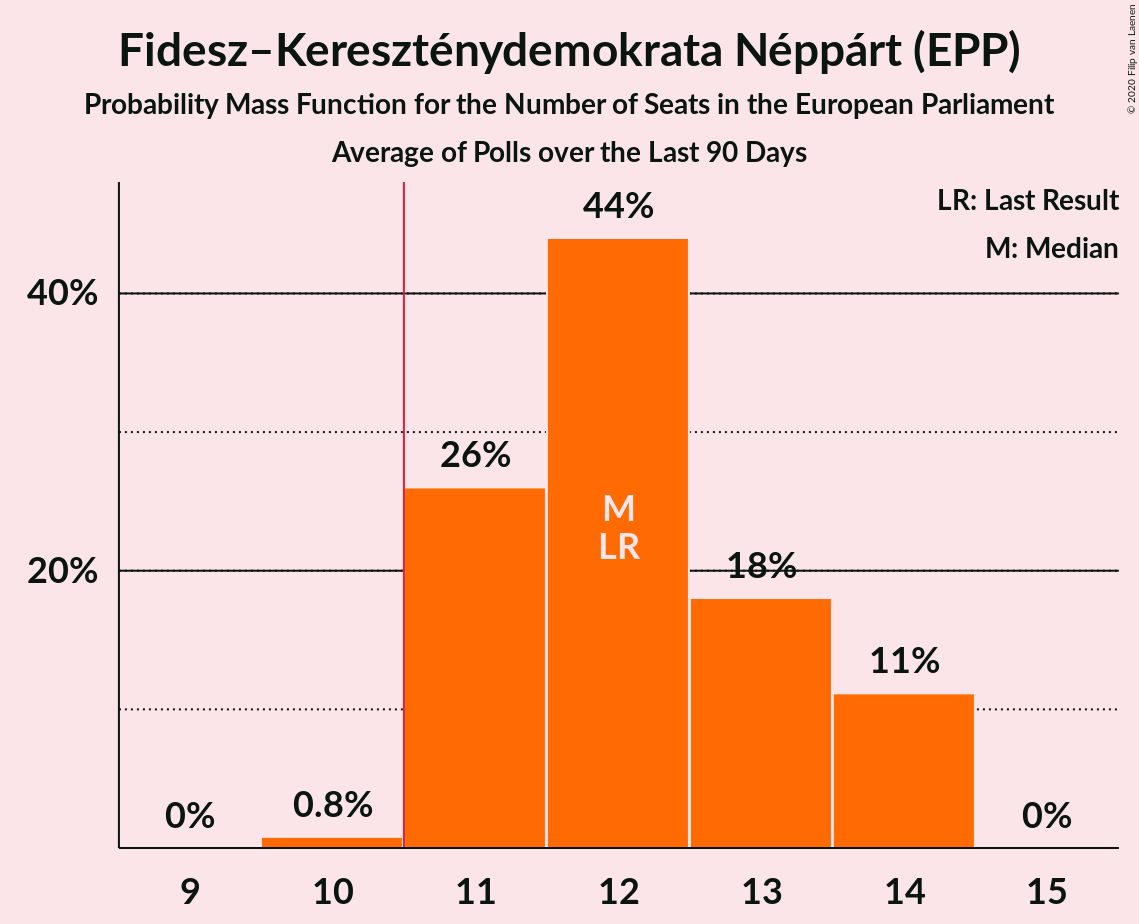 Fidesz–Kereszténydemokrata Néppárt (EPP)
Probability Mass Function for the Number of Seats in the European Parliament
Average of Polls over the Last 90 Days
© 2020 Filip van Laenen
LR: Last Result
M: Median
44%
40%
26%
M
LR
20%
18%
11%
0%
0.8%
0%
9
10
11
12
13
14
15